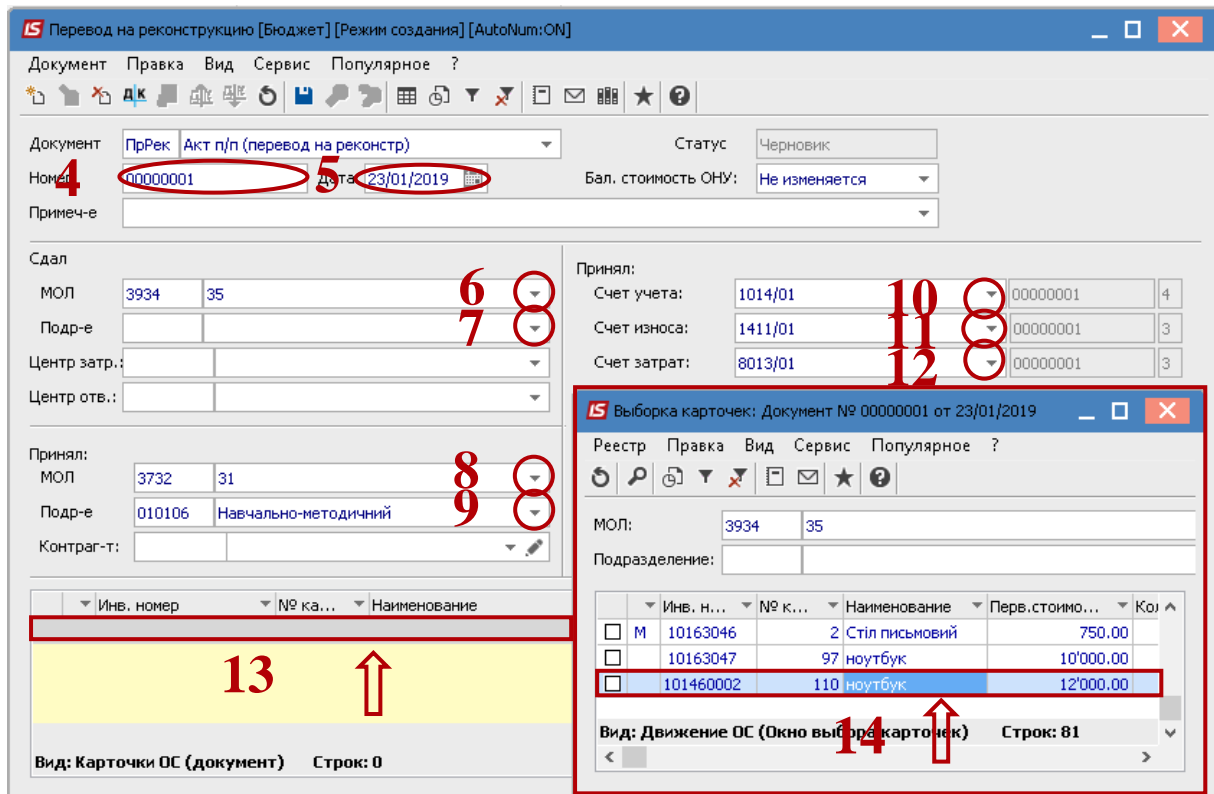 Перевод на реконструкцию [Бюджет] [Режим создания] [AutoNum:ON]
Документ Правка Вид Сервис Популярное ?
Документ ПрРек Акт п/п (перевод на реконстр) Статус Черновик
4 00000001 5 Дата 23/01/2019 Бал. стоимость ОНУ: Не изменяется
Примеч-е
Сдал
МОЛ 3934 35 6
Подр-е 7
Центр затр.:
Центр отв.:
Принял:
Счет учета: 1014/01 10 00000001 4
Счет износа: 1411/01 11 00000001 3
Счет затрат: 8013/01 12 00000001 3
Принял:
МОЛ 3732 31 8
Подр-е 010106 Навчально-методичний 9
Контраг-т:
Инв. номер № ка... Наименование
13
Вид: Карточки ОС (документ) Строк: 0
Выборка карточек: Документ № 00000001 от 23/01/2019
Реестр Правка Вид Сервис Популярное ?
МОЛ: 3934 35
Подразделение:
Инв. н... № к... Наименование Перв.стоимо... Кол
М 10163046 2 Стіл письмовий 750.00
10163047 97 ноутбук 10'000.00
101460002 110 ноутбук 12'000.00
14
Вид: Движение ОС (Окно выбора карточек) Строк: 81